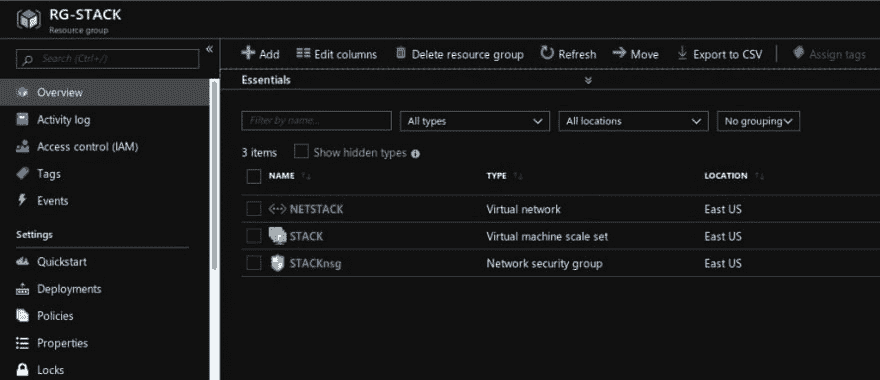 RG-STACK
Resource group
Search (Ctrl+/)
«
Overview
Activity log
Access control (IAM)
Tags
Events
Settings
Quickstart
Deployments
Policies
Properties
Locks
Add Edit columns Delete resource group Refresh Move Export to CSV Assign tags
Essentials
Filter by name... All types All locations No grouping
3 items Show hidden types
NAME TYPE LOCATION
NETSTACK Virtual network East US
STACK Virtual machine scale set East US
STACKnsg Network security group East US